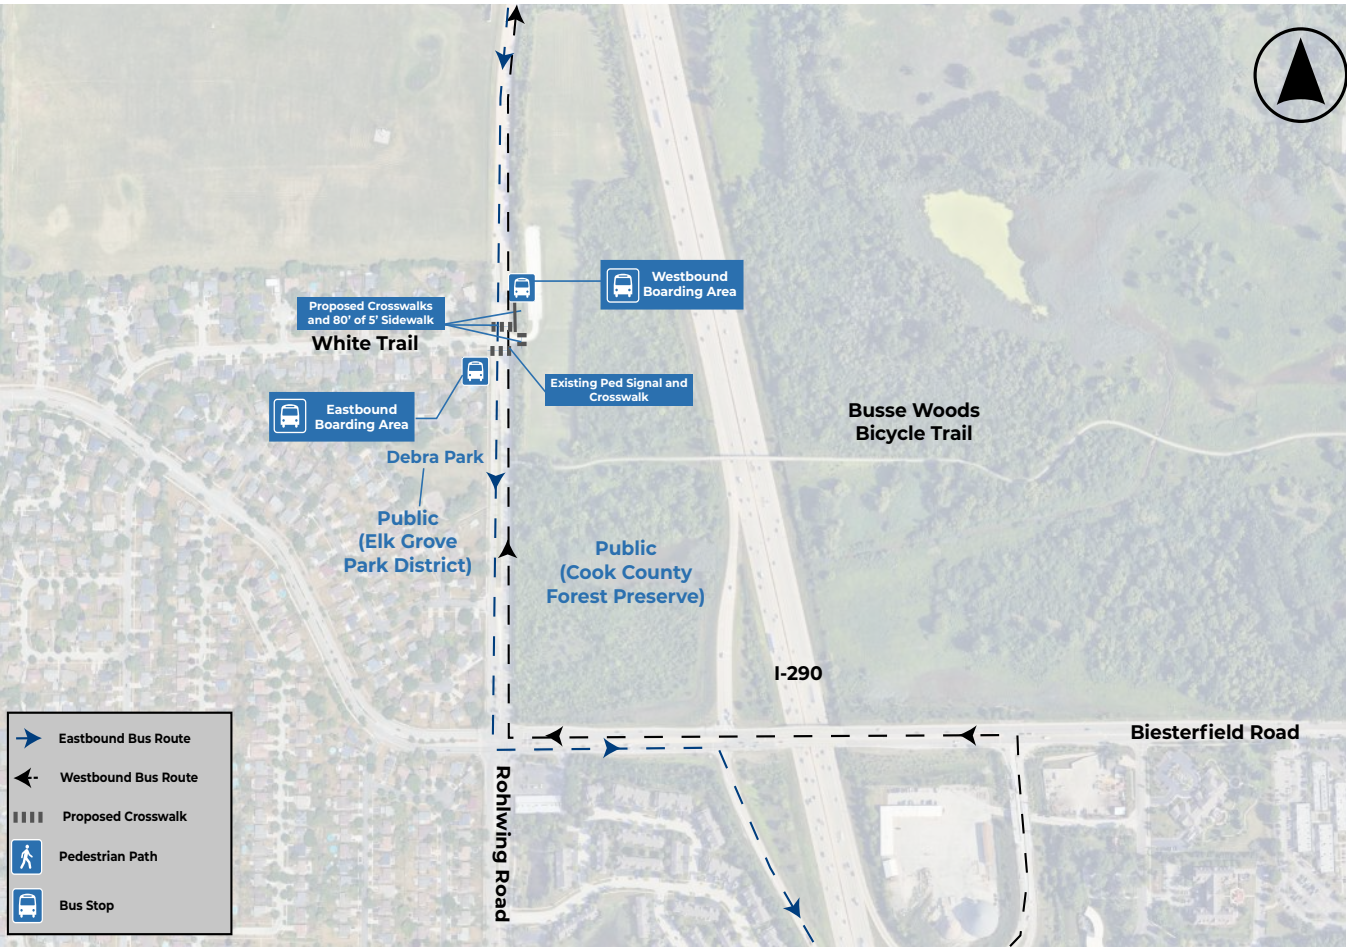 Westbound
Boarding Area
Proposed Crosswalks
and 80' of 5' Sidewalk
White Trail
Existing Ped Signal and
Crosswalk
Eastbound
Boarding Area
Busse Woods
Bicycle Trail
Debra Park
Public
(Elk Grove
Park District)
Public
(Cook County
Forest Preserve)
I-290
Biesterfield Road
Rohlwing Road
Eastbound Bus Route
Westbound Bus Route
Proposed Crosswalk
Pedestrian Path
Bus Stop